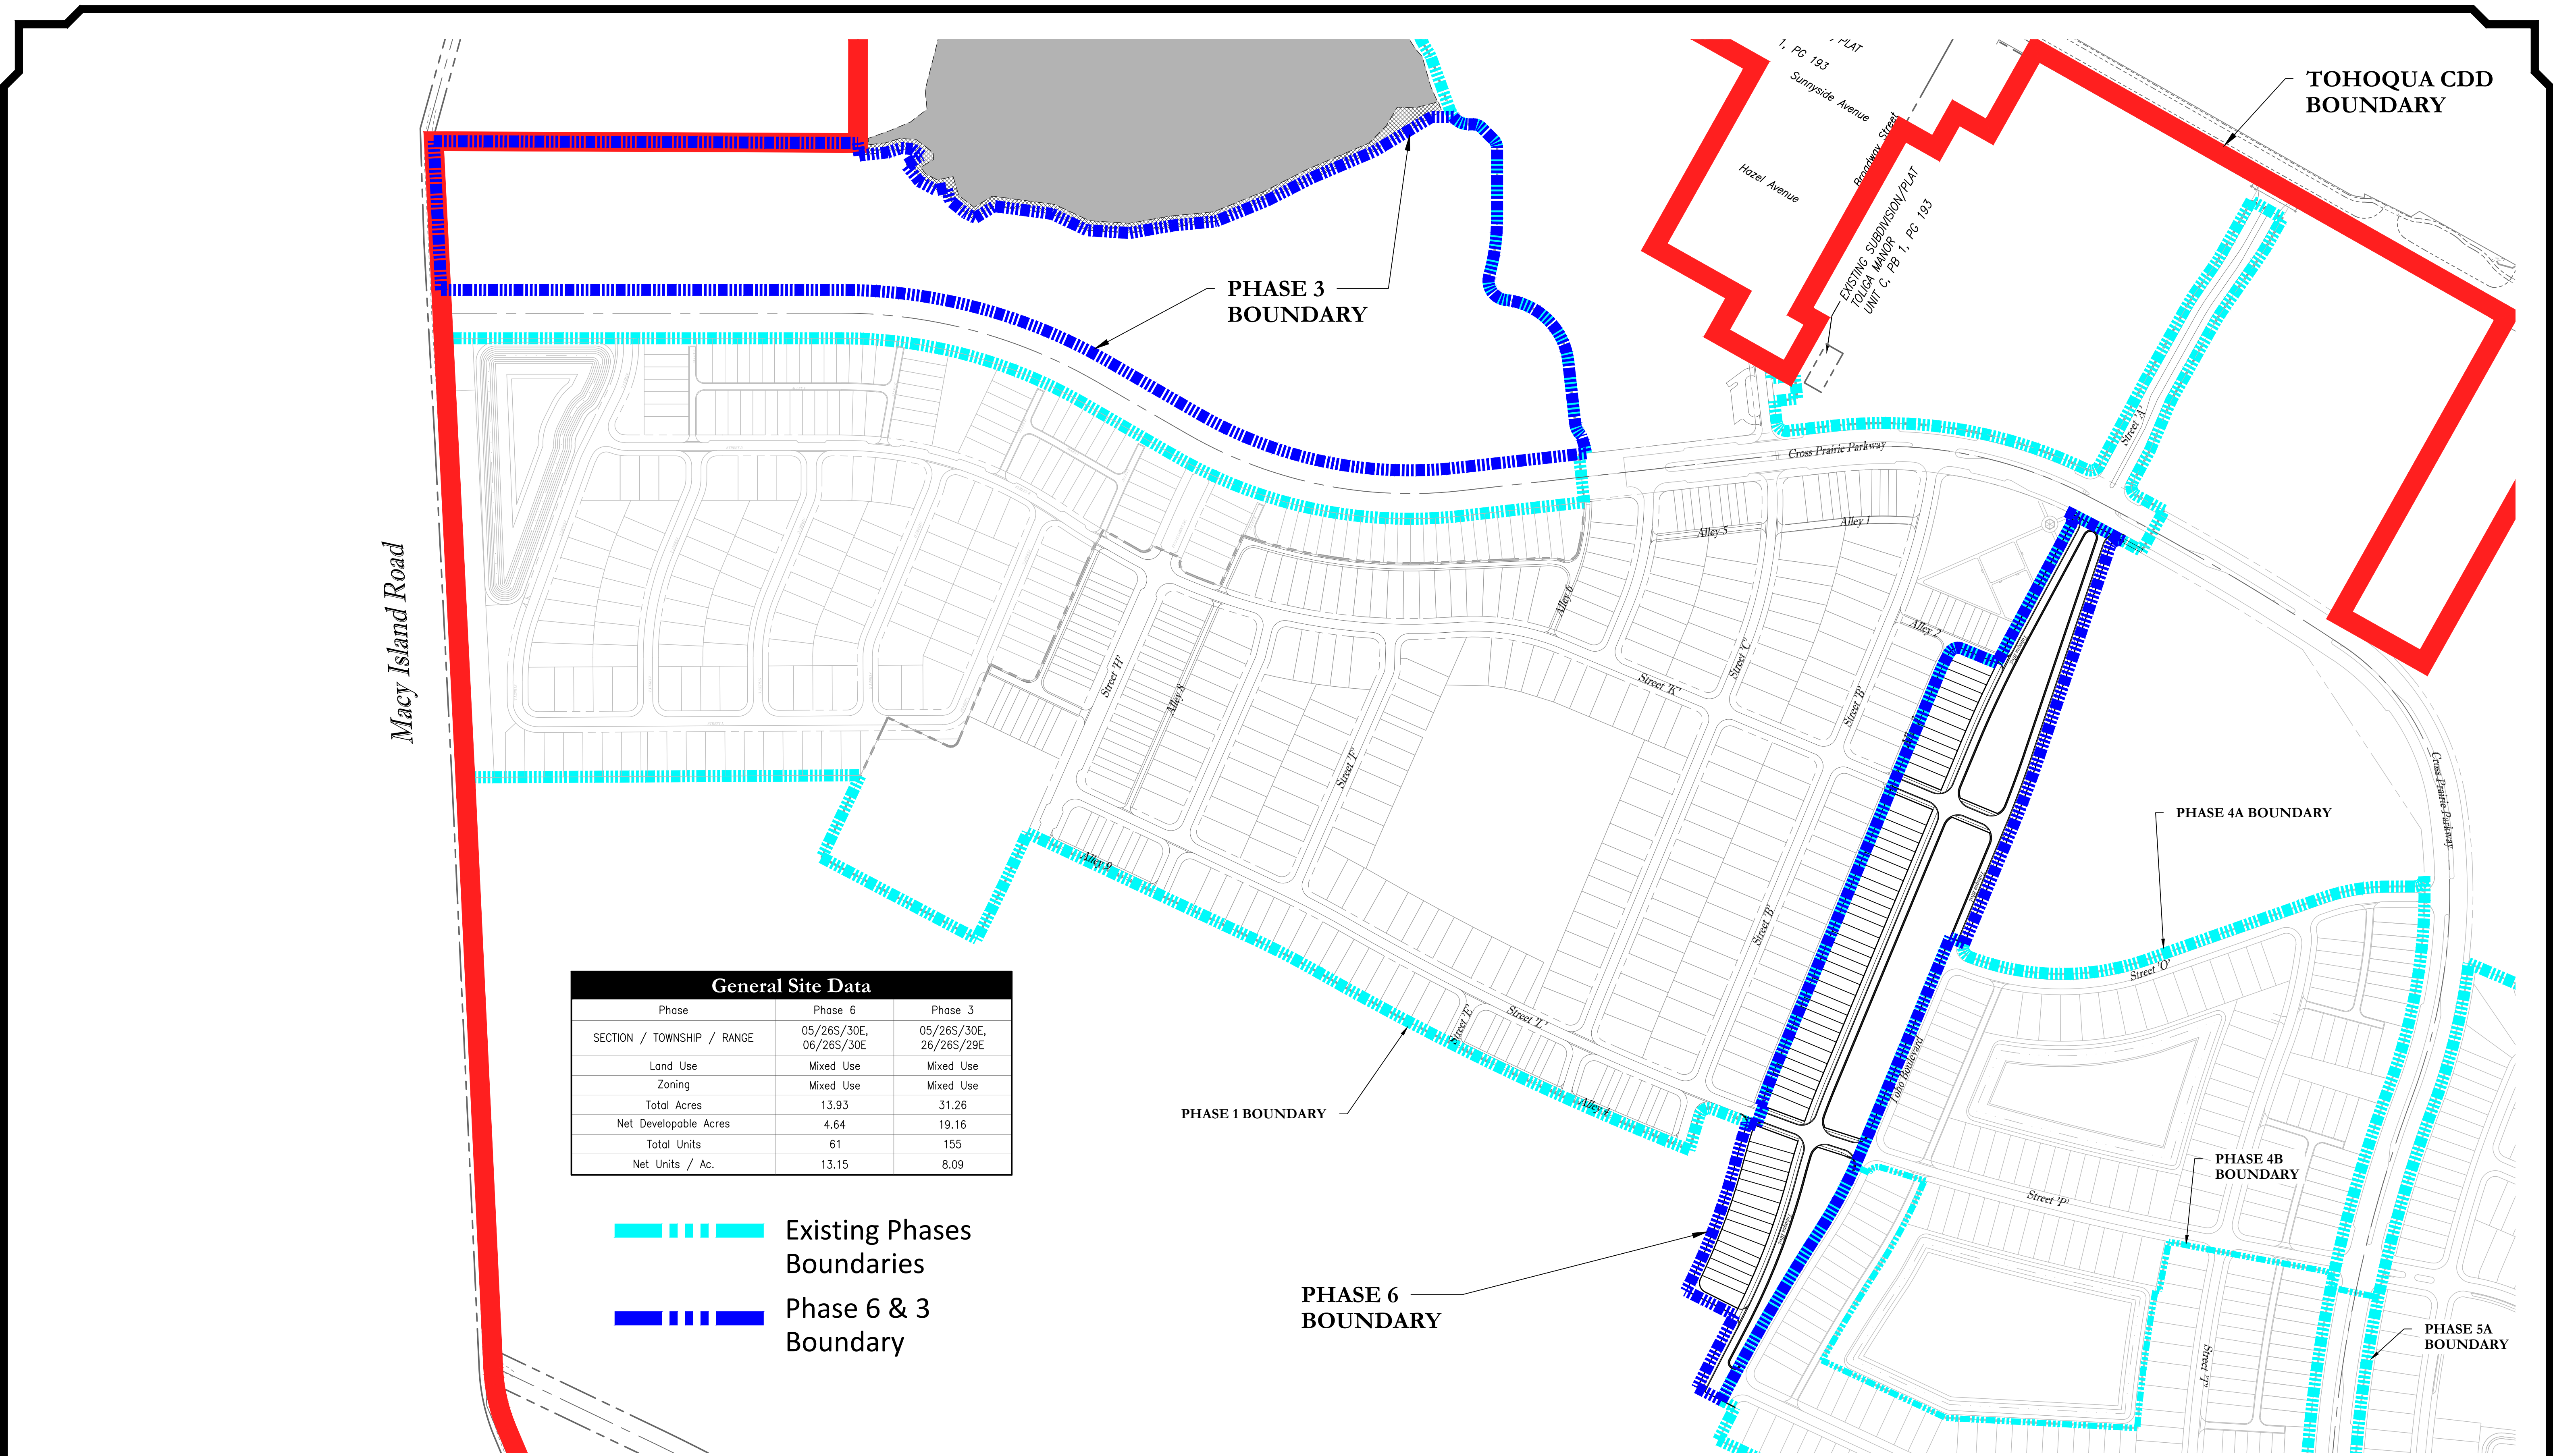 TOHOQUA CDD
BOUNDARY
PLAT
1, PG 193
Sunnyside Avenue
Broadway Street
Hazel Avenue
EXISTING SUBDIVISION/PLAT
TOLIGA MANOR
UNIT C, PB 1, PG 193
PHASE 3
BOUNDARY
Street 'A'
Cross Prairie Parkway
Alley 5
Alley 1
Macy Island Road
Alley 6
Alley 2
Street 'H'
Alley 8
Street 'C'
Street 'K'
Street 'B'
Street 'F'
Cross Prairie Parkway
PHASE 4A BOUNDARY
Alley 9
Street 'B'
Street 'O'
General Site Data
Phase Phase 6 Phase 3
SECTION / TOWNSHIP / RANGE 05/26S/30E, 06/26S/30E 05/26S/30E, 26/26S/29E
Land Use Mixed Use Mixed Use
Zoning Mixed Use Mixed Use
Total Acres 13.93 31.26
Net Developable Acres 4.64 19.16
Total Units 61 155
Net Units / Ac. 13.15 8.09
Street 'E'
Street 'L'
Toho Boulevard
PHASE 1 BOUNDARY
Alley 4
PHASE 4B
BOUNDARY
Street 'P'
Existing Phases
Boundaries
PHASE 6
BOUNDARY
Phase 6 & 3
Boundary
PHASE 5A
BOUNDARY
Street 'T'